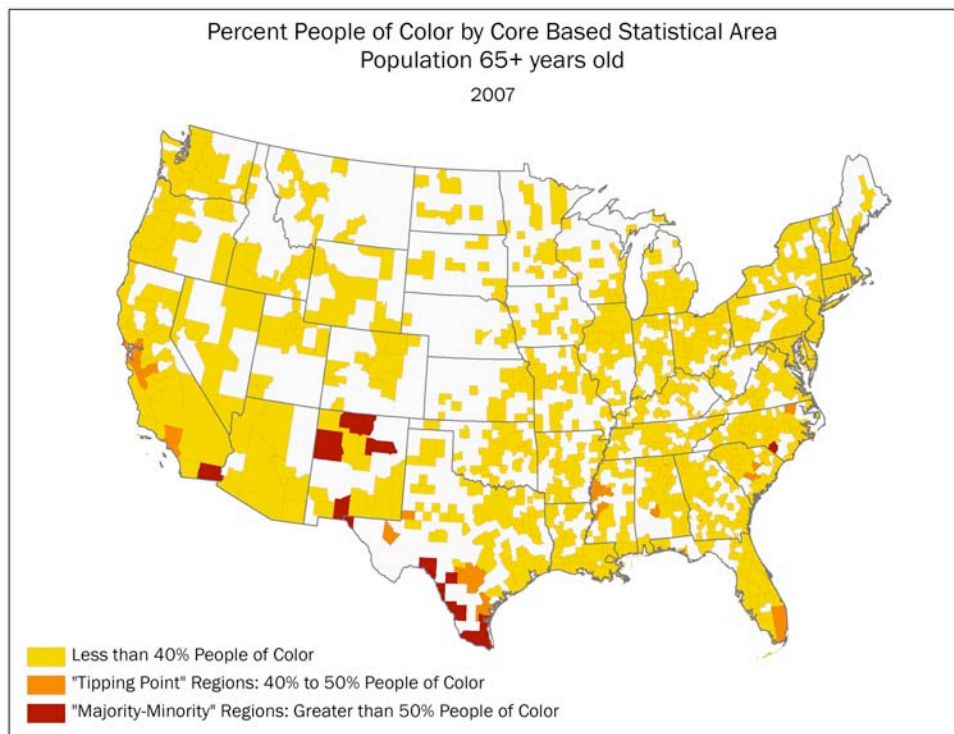 Percent People of Color by Core Based Statistical Area
Population 65+ years old
2007
Less than 40% People of Color
"Tipping Point" Regions: 40% to 50% People of Color
"Majority-Minority" Regions: Greater than 50% People of Color